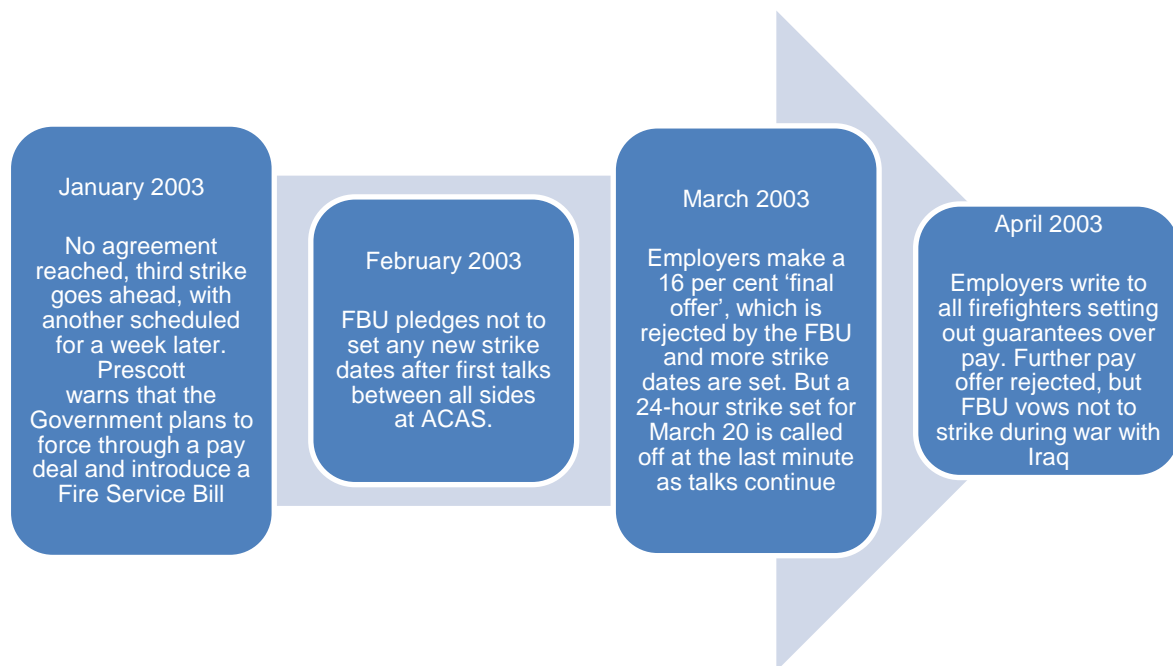 January 2003
No agreement
reached, third strike
goes ahead, with
another scheduled
for a week later.
Prescott
warns that the
Government plans to
force through a pay
deal and introduce a
Fire Service Bill
February 2003
FBU pledges not to
set any new strike
dates after first talks
between all sides
at ACAS.
March 2003
Employers make a
16 per cent ‘final
offer’, which is
rejected by the FBU
and more strike
dates are set. But a
24-hour strike set for
March 20 is called
off at the last minute
as talks continue
April 2003
Employers write to
all firefighters setting
out guarantees over
pay. Further pay
offer rejected, but
FBU vows not to
strike during war with
Iraq